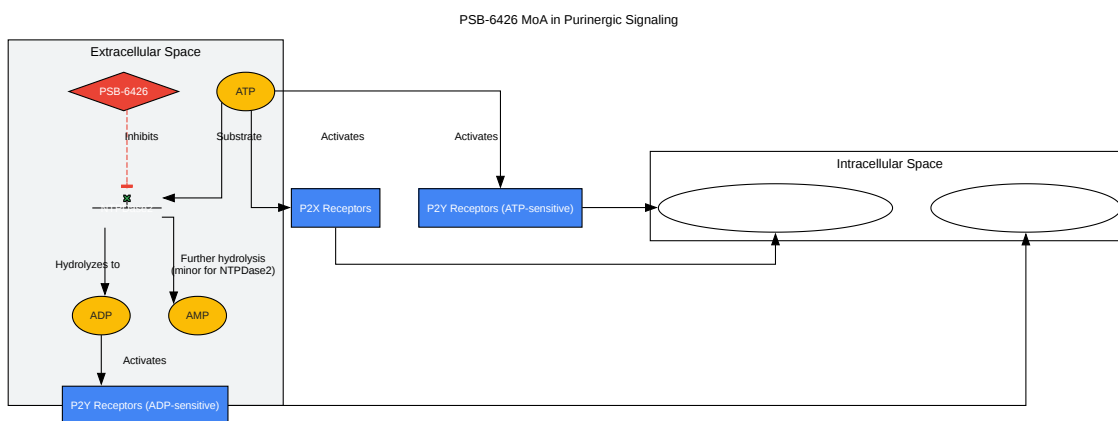 PSB-6426 MoA in Purinergic Signaling
Extracellular Space
PSB-6426
ATP
Inhibits
Substrate
Activates
Activates
Intracellular Space
P2X Receptors
P2Y Receptors (ATP-sensitive)
Hydrolyzes to
Further hydrolysis
(minor for NTPDase2)
ADP
AMP
Activates
P2Y Receptors (ADP-sensitive)